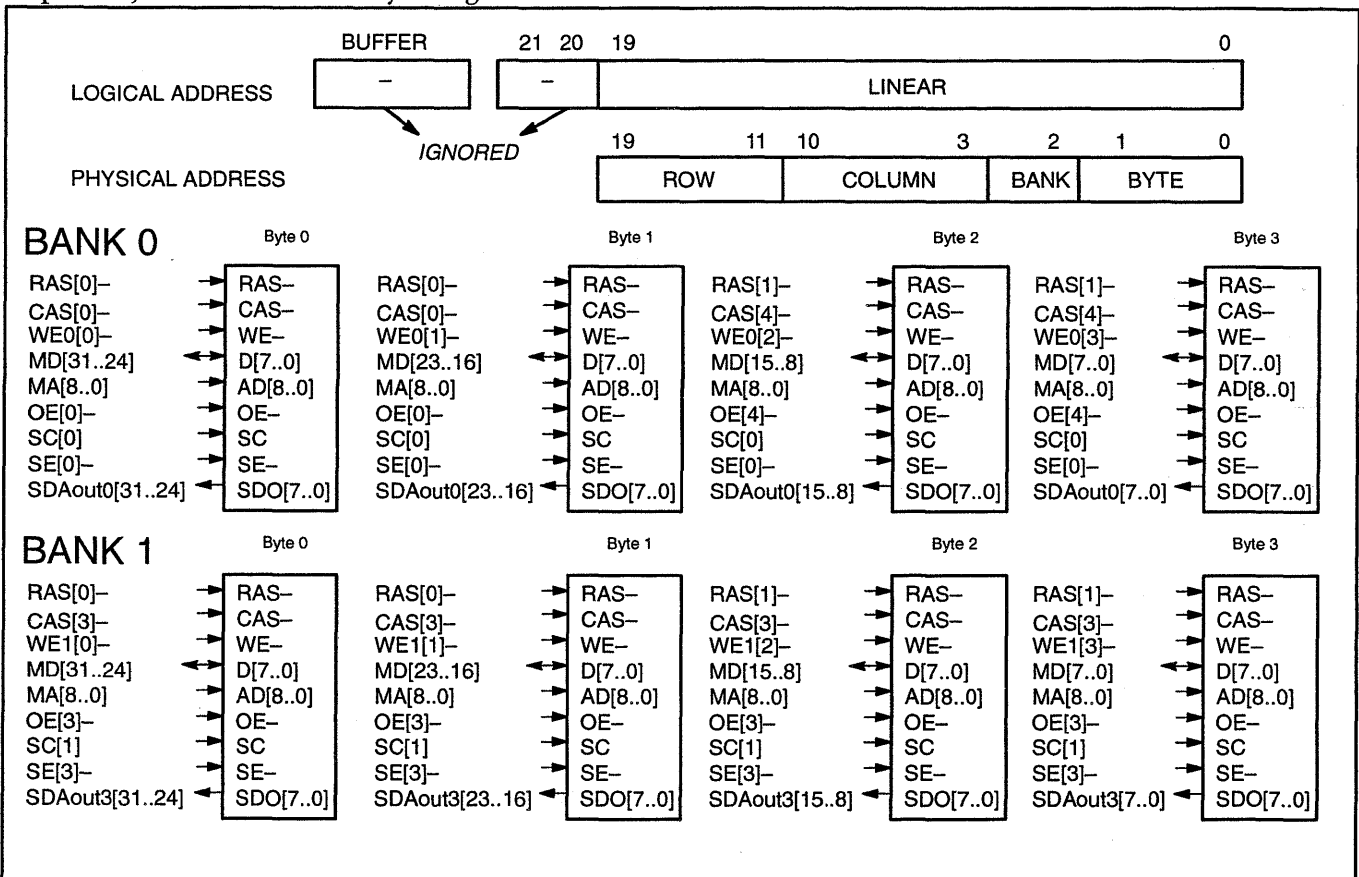 BUFFER 21 20 19 0
LOGICAL ADDRESS – – LINEAR
IGNORED
19 11 10 3 2 1 0
PHYSICAL ADDRESS ROW COLUMN BANK BYTE
BANK 0 Byte 0 Byte 1 Byte 2 Byte 3
RAS[0]– RAS– RAS[0]– RAS– RAS[1]– RAS– RAS[1]– RAS–
CAS[0]– CAS– CAS[0]– CAS– CAS[4]– CAS– CAS[4]– CAS–
WE0[0]– WE– WE0[1]– WE– WE0[2]– WE– WE0[3]– WE–
MD[31..24] D[7..0] MD[23..16] D[7..0] MD[15..8] D[7..0] MD[7..0] D[7..0]
MA[8..0] AD[8..0] MA[8..0] AD[8..0] MA[8..0] AD[8..0] MA[8..0] AD[8..0]
OE[0]– OE– OE[0]– OE– OE[4]– OE– OE[4]– OE–
SC[0] SC SC[0] SC SC[0] SC SC[0] SC
SE[0]– SE– SE[0]– SE– SE[0]– SE– SE[0]– SE–
SDAout0[31..24] SDO[7..0] SDAout0[23..16] SDO[7..0] SDAout0[15..8] SDO[7..0] SDAout0[7..0] SDO[7..0]
BANK 1 Byte 0 Byte 1 Byte 2 Byte 3
RAS[0]– RAS– RAS[0]– RAS– RAS[1]– RAS– RAS[1]– RAS–
CAS[3]– CAS– CAS[3]– CAS– CAS[3]– CAS– CAS[3]– CAS–
WE1[0]– WE– WE1[1]– WE– WE1[2]– WE– WE1[3]– WE–
MD[31..24] D[7..0] MD[23..16] D[7..0] MD[15..8] D[7..0] MD[7..0] D[7..0]
MA[8..0] AD[8..0] MA[8..0] AD[8..0] MA[8..0] AD[8..0] MA[8..0] AD[8..0]
OE[3]– OE– OE[3]– OE– OE[3]– OE– OE[3]– OE–
SC[1] SC SC[1] SC SC[1] SC SC[1] SC
SE[3]– SE– SE[3]– SE– SE[3]– SE– SE[3]– SE–
SDAout3[31..24] SDO[7..0] SDAout3[23..16] SDO[7..0] SDAout3[15..8] SDO[7..0] SDAout3[7..0] SDO[7..0]